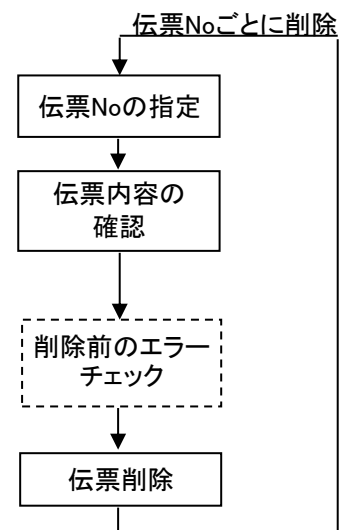 伝票Noごとに削除
伝票Noの指定
伝票内容の
確認
削除前のエラー
チェック
伝票削除